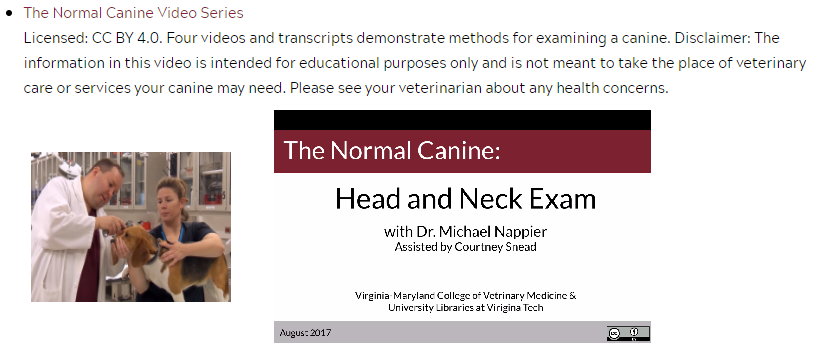 The Normal Canine Video Series
Licensed: CC BY 4.0. Four videos and transcripts demonstrate methods for examining a canine. Disclaimer: The
information in this video is intended for educational purposes only and is not meant to take the place of veterinary
care or services your canine may need. Please see your veterinarian about any health concerns.
The Normal Canine:
Head and Neck Exam
with Dr. Michael Nappier
Assisted by Courtney Snead
Virginia-Maryland College of Vetrinary Medicine &
University Libraries at Virigina Tech
August 2017
cc
BY